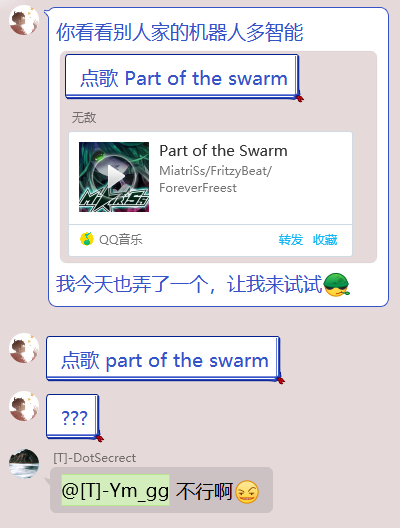 你看看别人家的机器人多智能
点歌 Part of the swarm
无敌
Part of the Swarm
MiatriSs/FritzyBeat/
ForeverFreest
MiatriSs
QQ音乐
转发 收藏
我今天也弄了一个，让我来试试
点歌 part of the swarm
???
[T]-DotSecrect
@[T]-Ym_gg 不行啊